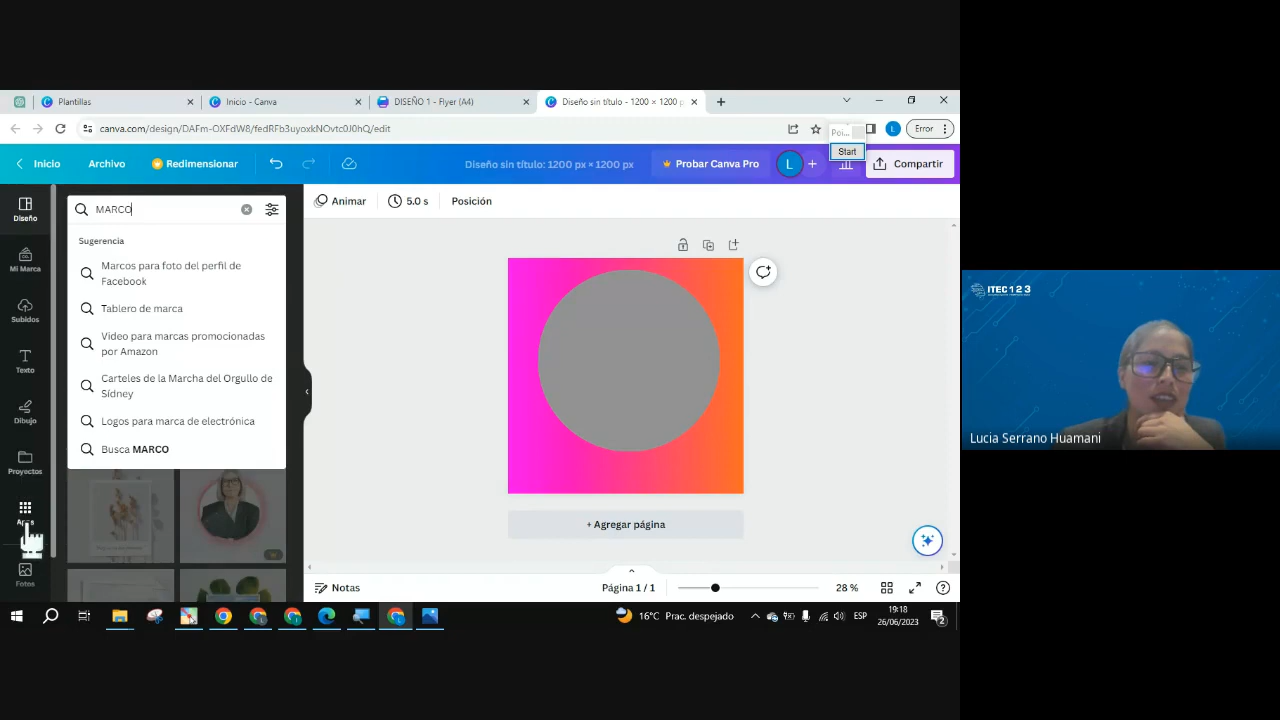 Plantillas
Inicio - Canva
DISEÑO 1 - Flyer (A4)
Diseño sin título - 1200 × 1200 p
canva.com/design/DAFm-OXFdW8/fedRFb3uyoxkNOvtc0J0hQ/edit
Poi...
Error
Start
Inicio
Archivo
Redimensionar
Diseño sin título: 1200 px × 1200 px
Probar Canva Pro
L
Compartir
Diseño
Mi Marca
Subidos
Texto
Dibujo
Proyectos
Fotos
MARCO
Sugerencia
Marcos para foto del perfil de
Facebook
Tablero de marca
Video para marcas promocionadas
por Amazon
Carteles de la Marcha del Orgullo de
Sídney
Logos para marca de electrónica
Busca MARCO
Animar
5.0 s
Posición
+ Agregar página
Notas
Página 1 / 1
28 %
16°C Prac. despejado
ESP
19:18
26/06/2023
2
ITEC 1 2 3
Lucia Serrano Huamani